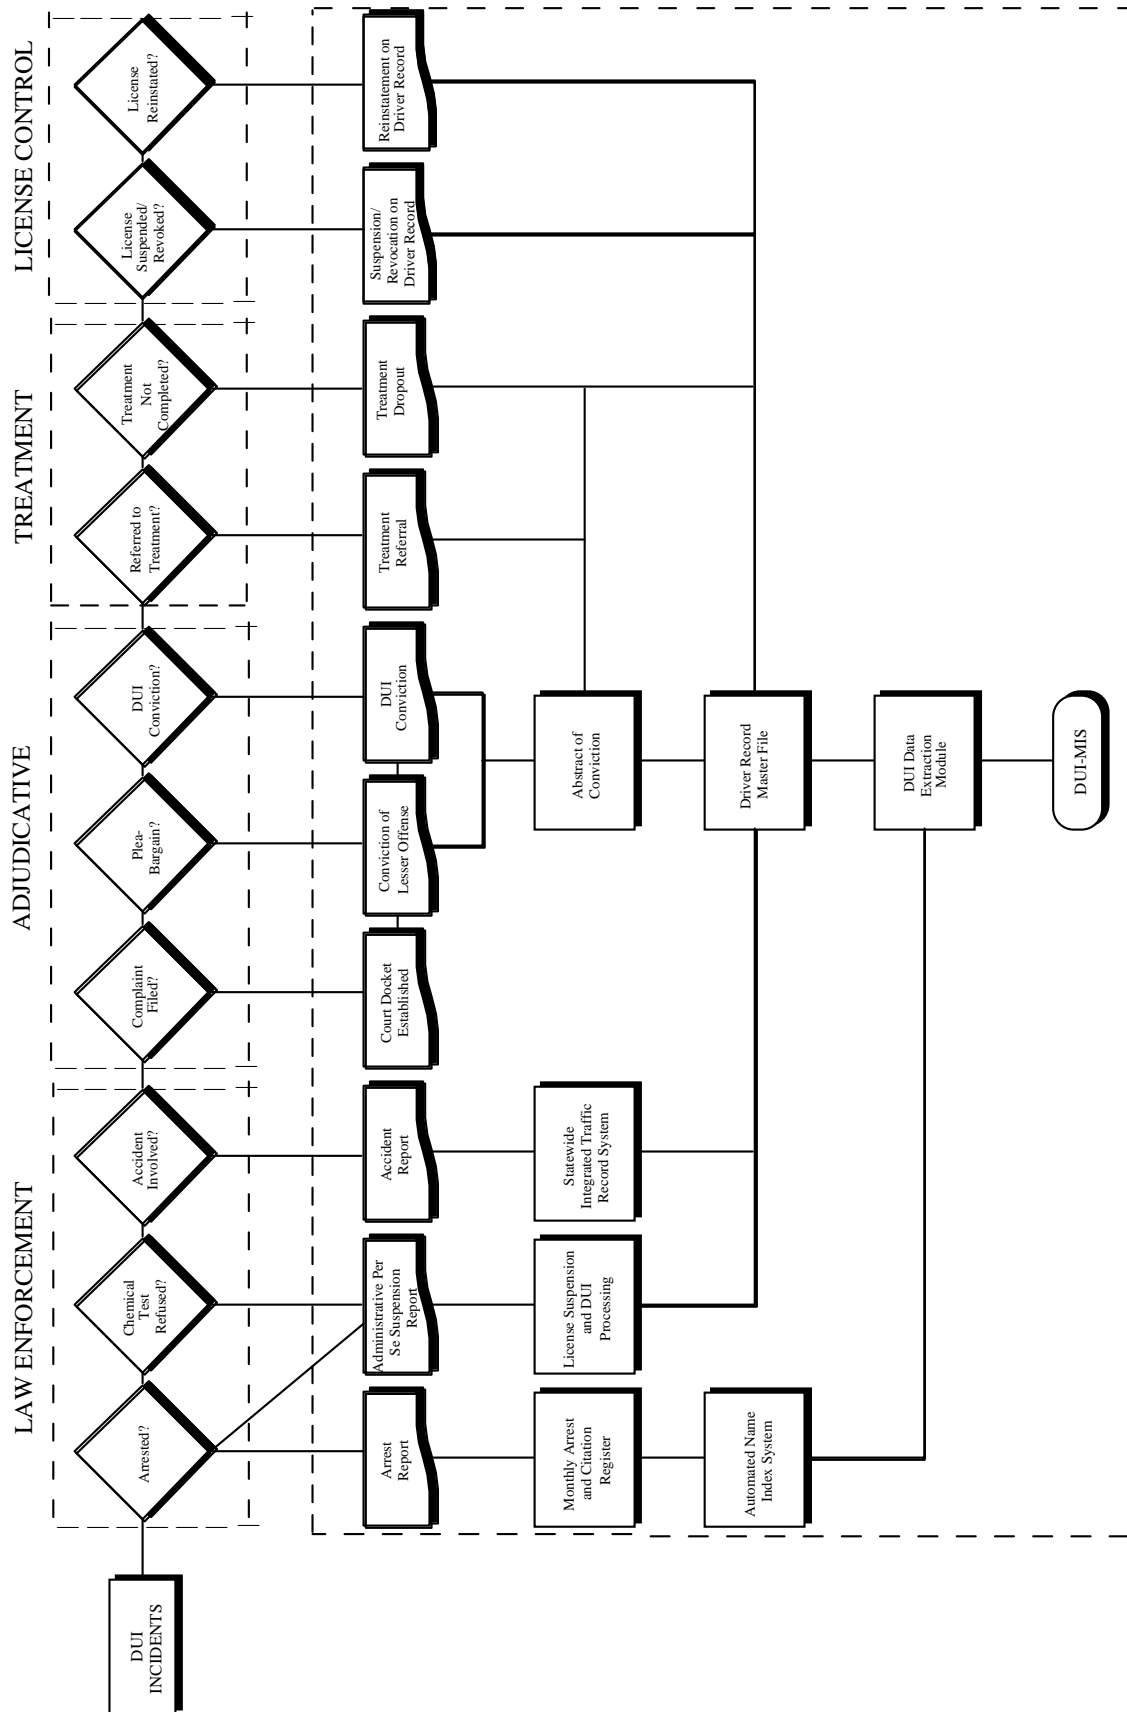 LAW ENFORCEMENT
ADJUDICATIVE
TREATMENT
LICENSE CONTROL
DUI
INCIDENTS
Arrested?
Chemical
Test
Refused?
Accident
Involved?
Complaint
Filed?
Plea-
Bargain?
DUI
Conviction?
Referred to
Treatment?
Treatment
Not
Completed?
License
Suspended/
Revoked?
License
Reinstated?
Arrest
Report
Administrative Per
Se Suspension
Report
Accident
Report
Court Docket
Established
Conviction of
Lesser Offense
DUI
Conviction
Treatment
Referral
Treatment
Dropout
Suspension/
Revocation on
Driver Record
Reinstatement on
Driver Record
Monthly Arrest
and Citation
Register
License Suspension
and DUI
Processing
Statewide
Integrated Traffic
Record System
Abstract of
Conviction
Automated Name
Index System
Driver Record
Master File
DUI Data
Extraction
Module
DUI-MIS